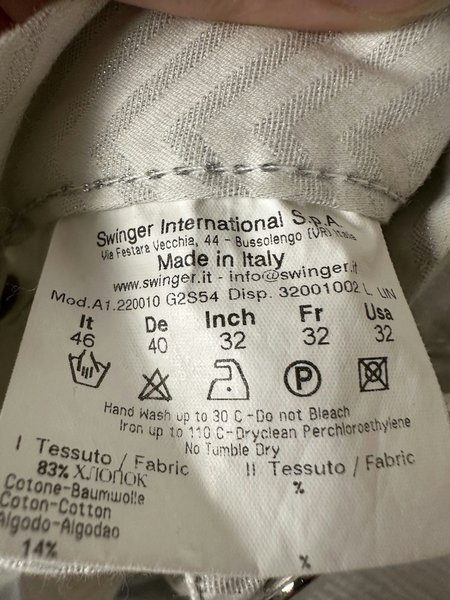 Swinger International S.p.A.
Via Festara Vecchia, 44 - Bussolengo (VR) Italia
Made in Italy
www.swinger.it - info@swinger.it
Mod.A1.220010 G2S54 Disp. 32001002 L LIN
It De Inch Fr Usa
46 40 32 32 32
P
Hand Wash up to 30 C-Do not Bleach
Iron up to 110 C-Dryclean Perchloroethylene
No Tumble Dry
I Tessuto / Fabric II Tessuto / Fabric
83% ХЛОПОК %
Cotone-Baumwolle
Coton-Cotton
Algodo-Algodao
14% %